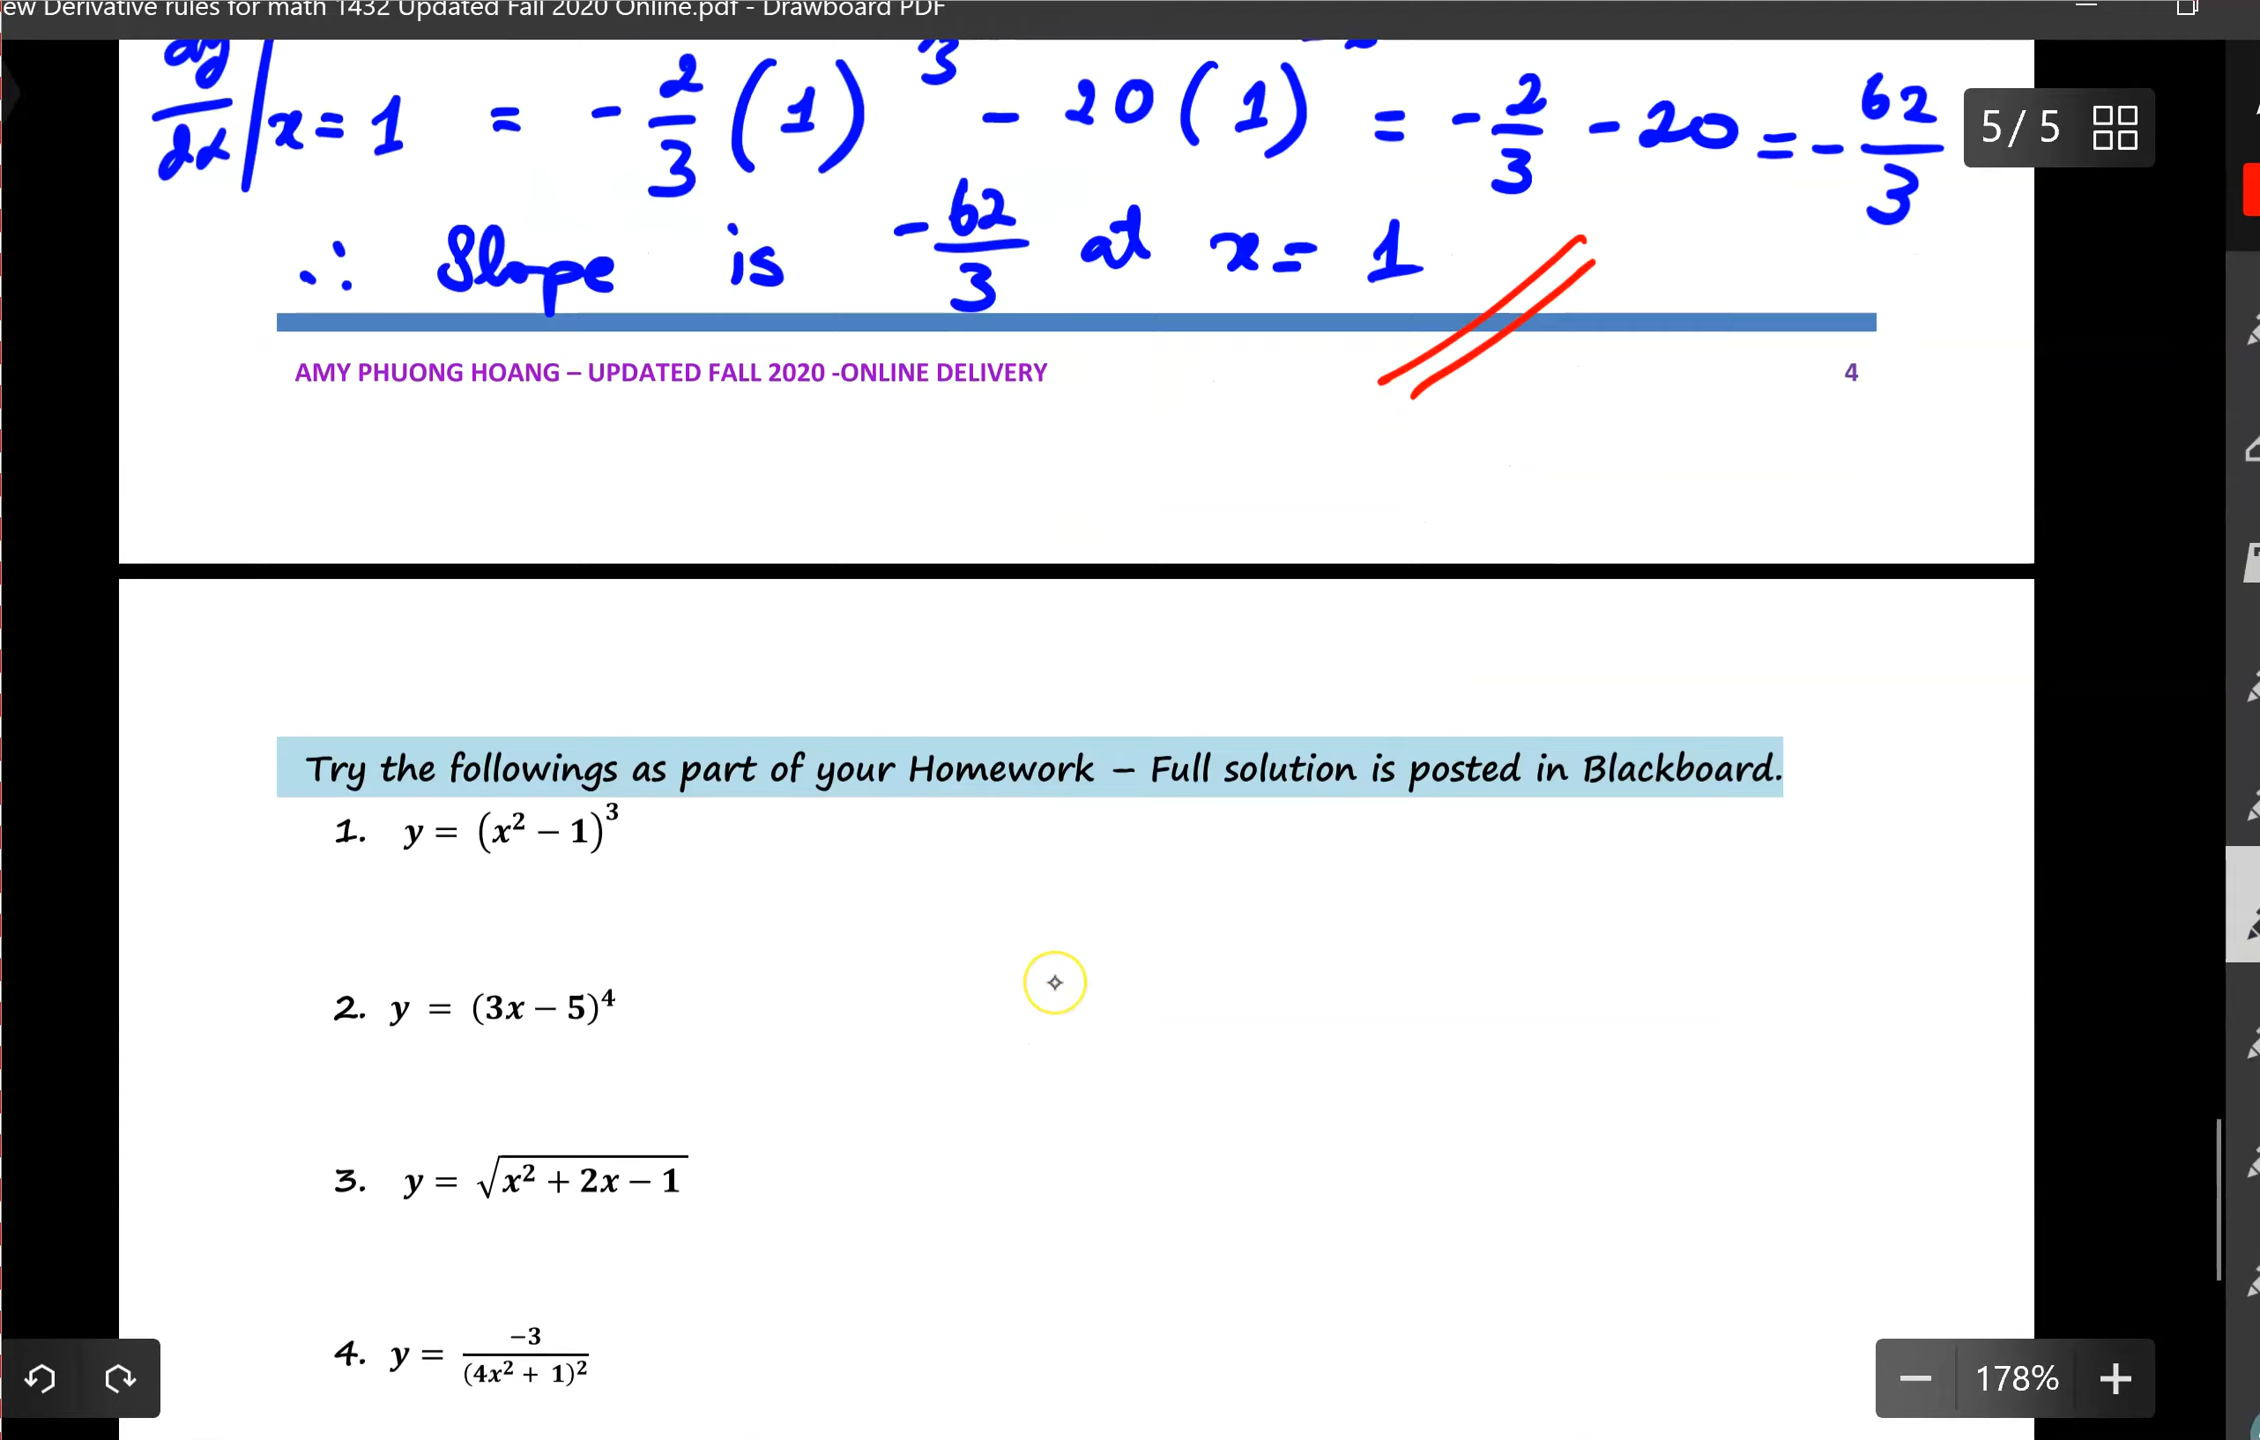 ew Derivative rules for math 1432 Updated Fall 2020 Online.pdf - Drawboard PDF
dy/dx | x = 1 = - 2/3 (1) 3 - 20 (1) = - 2/3 - 20 = - 62/3
5 / 5
∴ Slope is - 62/3 at x = 1
AMY PHUONG HOANG – UPDATED FALL 2020 -ONLINE DELIVERY 4
Try the followings as part of your Homework – Full solution is posted in Blackboard.
1. y = (x² − 1)³
2. y = (3x − 5)⁴
3. y = √(x² + 2x − 1)
4. y = −3/(4x² + 1)²
178%